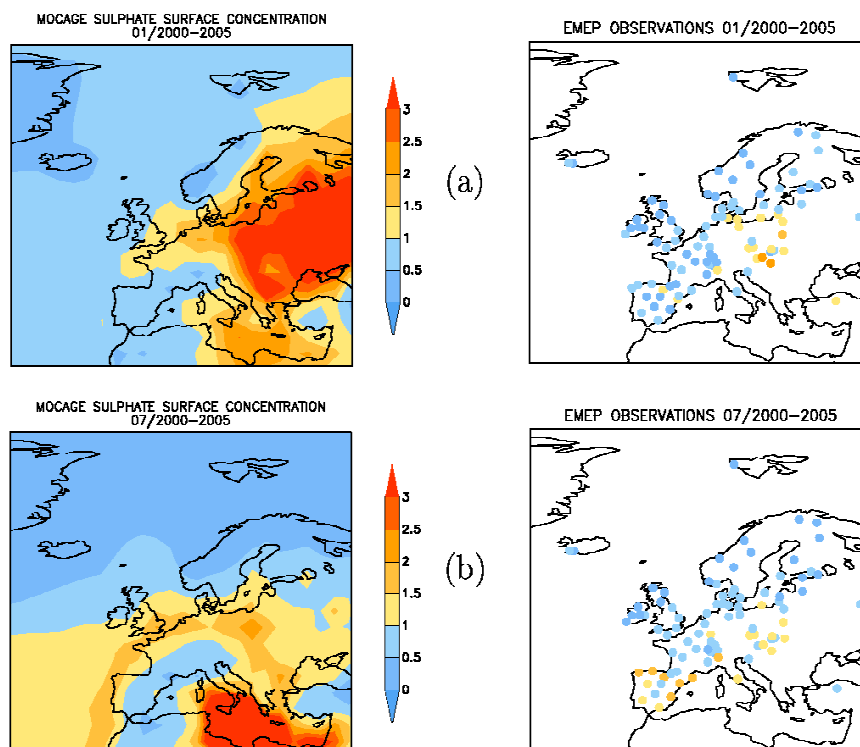 MOCAGE SULPHATE SURFACE CONCENTRATION
01/2000-2005
3
2.5
2
1.5
1
0.5
0
(a)
EMEP OBSERVATIONS 01/2000-2005
MOCAGE SULPHATE SURFACE CONCENTRATION
07/2000-2005
3
2.5
2
1.5
1
0.5
0
(b)
EMEP OBSERVATIONS 07/2000-2005